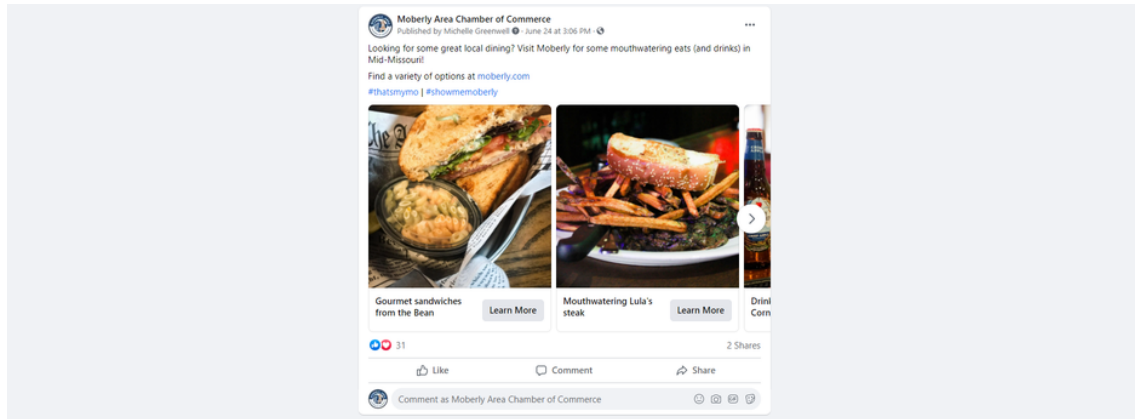 Moberly Area Chamber of Commerce
Published by Michelle Greenwell · June 24 at 3:06 PM ·
Looking for some great local dining? Visit Moberly for some mouthwatering eats (and drinks) in
Mid-Missouri!
Find a variety of options at moberly.com
#thatsmymo | #showmemoberly
Gourmet sandwiches
from the Bean
Learn More
Mouthwatering Lula's
steak
Learn More
31
2 Shares
Like
Comment
Share
Comment as Moberly Area Chamber of Commerce